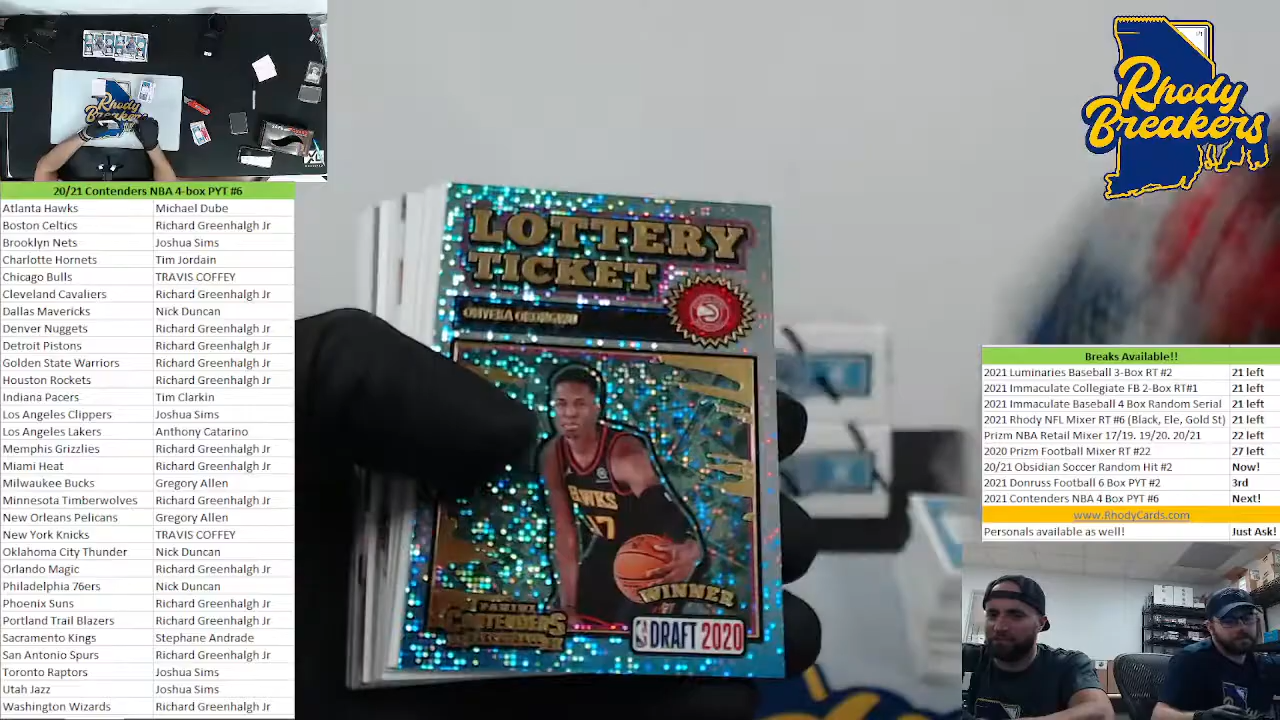 Rhody
Breakers
Rhody
Breakers
20/21 Contenders NBA 4-box PYT #6
Atlanta Hawks Michael Dube
Boston Celtics Richard Greenhalgh Jr
Brooklyn Nets Joshua Sims
Charlotte Hornets Tim Jordain
Chicago Bulls TRAVIS COFFEY
Cleveland Cavaliers Richard Greenhalgh Jr
Dallas Mavericks Nick Duncan
Denver Nuggets Richard Greenhalgh Jr
Detroit Pistons Richard Greenhalgh Jr
Golden State Warriors Richard Greenhalgh Jr
Houston Rockets Richard Greenhalgh Jr
Indiana Pacers Tim Clarkin
Los Angeles Clippers Joshua Sims
Los Angeles Lakers Anthony Catarino
Memphis Grizzlies Richard Greenhalgh Jr
Miami Heat Richard Greenhalgh Jr
Milwaukee Bucks Gregory Allen
Minnesota Timberwolves Richard Greenhalgh Jr
New Orleans Pelicans Gregory Allen
New York Knicks TRAVIS COFFEY
Oklahoma City Thunder Nick Duncan
Orlando Magic Richard Greenhalgh Jr
Philadelphia 76ers Nick Duncan
Phoenix Suns Richard Greenhalgh Jr
Portland Trail Blazers Richard Greenhalgh Jr
Sacramento Kings Stephane Andrade
San Antonio Spurs Richard Greenhalgh Jr
Toronto Raptors Joshua Sims
Utah Jazz Joshua Sims
Washington Wizards Richard Greenhalgh Jr
LOTTERY
TICKET
HAWKS
17
WINNER
PANINI
CONTENDERS
DRAFT 2020
Breaks Available!!
2021 Luminaries Baseball 3-Box RT #2 21 left
2021 Immaculate Collegiate FB 2-Box RT#1 21 left
2021 Immaculate Baseball 4 Box Random Serial 21 left
2021 Rhody NFL Mixer RT #6 (Black, Ele, Gold St) 21 left
Prizm NBA Retail Mixer 17/19. 19/20. 20/21 22 left
2020 Prizm Football Mixer RT #22 27 left
20/21 Obsidian Soccer Random Hit #2 Now!
2021 Donruss Football 6 Box PYT #2 3rd
2021 Contenders NBA 4 Box PYT #6 Next!
www.RhodyCards.com
Personals available as well! Just Ask!